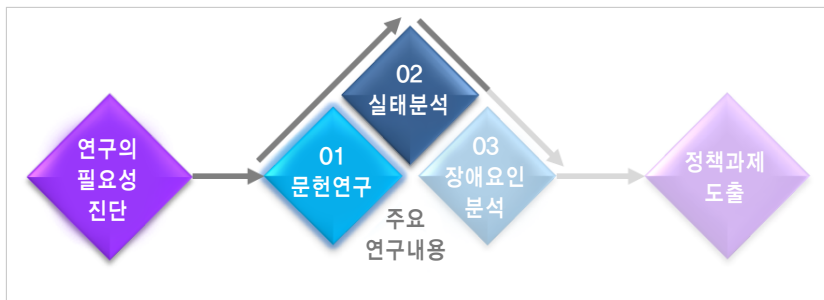 연구의
필요성
진단
01
문헌연구
02
실태분석
03
장애요인
분석
주요
연구내용
정책과제
도출